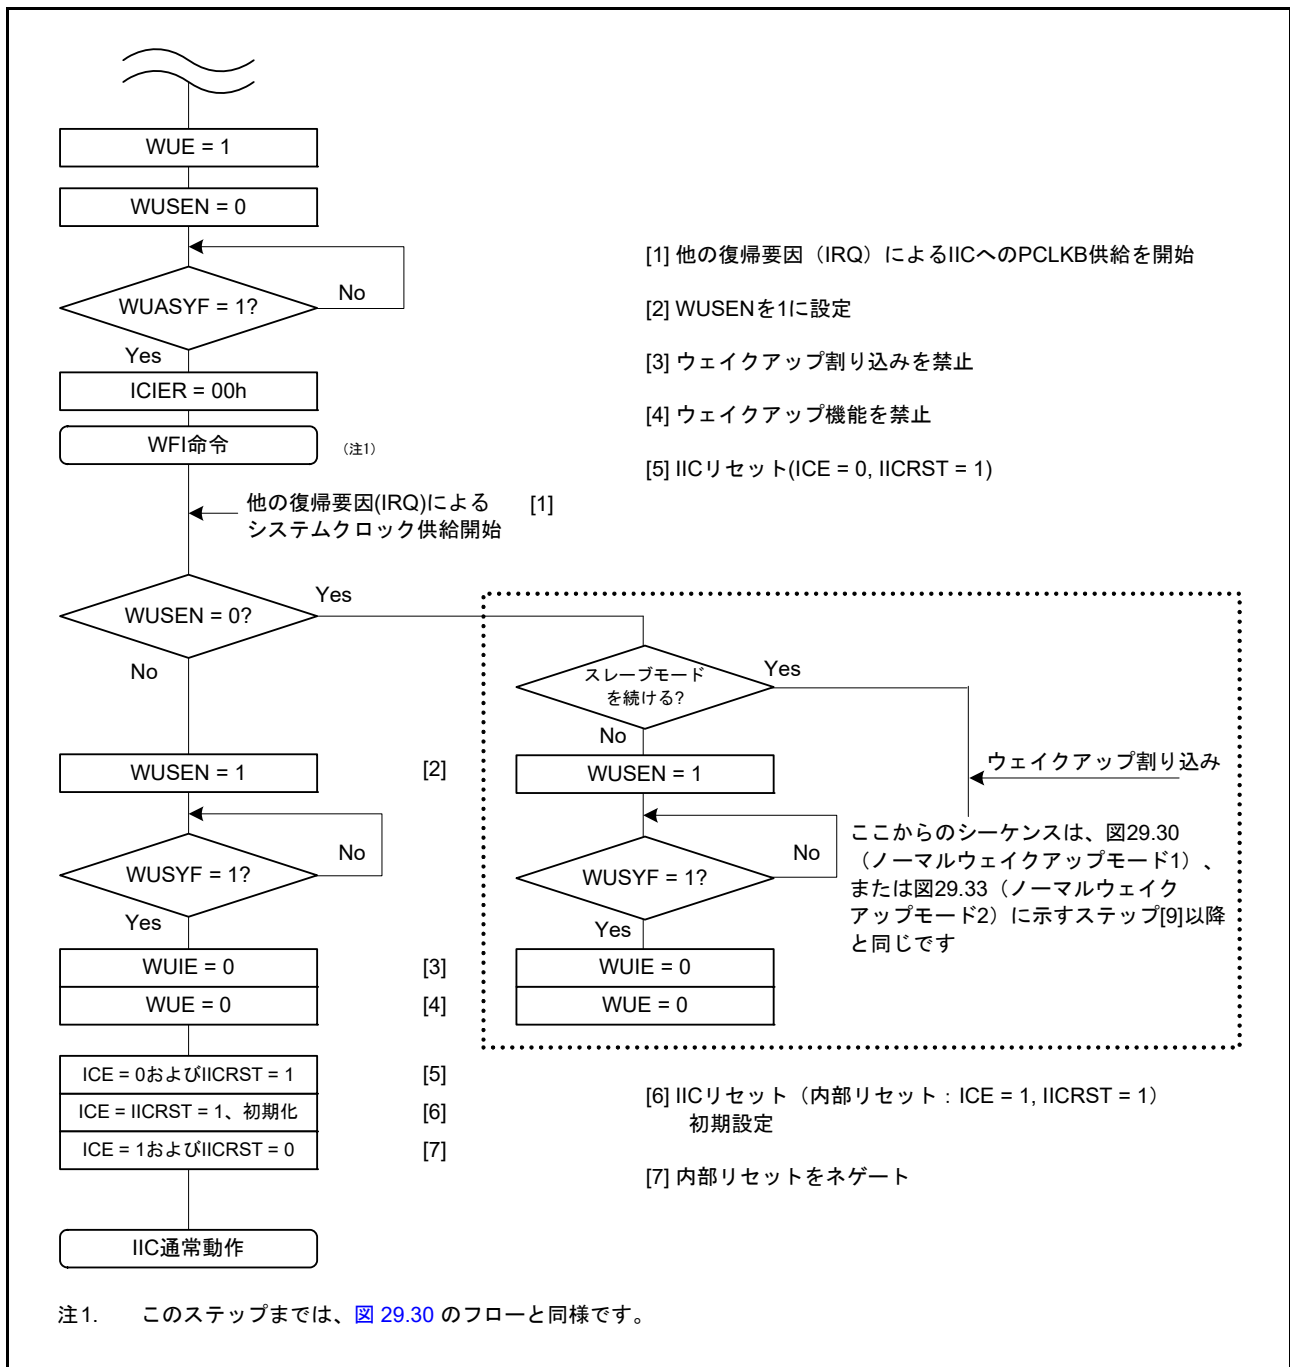 WUE = 1
WUSEN = 0
WUASYF = 1?
No
Yes
ICIER = 00h
WFI命令
（注1）
他の復帰要因(IRQ)による
システムクロック供給開始
[1]
[1] 他の復帰要因（IRQ）によるIICへのPCLKB供給を開始
[2] WUSENを1に設定
[3] ウェイクアップ割り込みを禁止
[4] ウェイクアップ機能を禁止
[5] IICリセット(ICE = 0, IICRST = 1)
WUSEN = 0?
Yes
No
スレーブモード
を続ける?
Yes
No
WUSEN = 1
[2]
WUSEN = 1
ウェイクアップ割り込み
WUSYF = 1?
No
Yes
WUSYF = 1?
No
Yes
ここからのシーケンスは、図29.30
（ノーマルウェイクアップモード1）、
または図29.33（ノーマルウェイク
アップモード2）に示すステップ[9]以降
と同じです
WUIE = 0
[3]
WUE = 0
[4]
WUIE = 0
WUE = 0
ICE = 0およびIICRST = 1
[5]
ICE = IICRST = 1、初期化
[6]
ICE = 1およびIICRST = 0
[7]
[6] IICリセット（内部リセット：ICE = 1, IICRST = 1）
初期設定
[7] 内部リセットをネゲート
IIC通常動作
注1. このステップまでは、図 29.30 のフローと同様です。